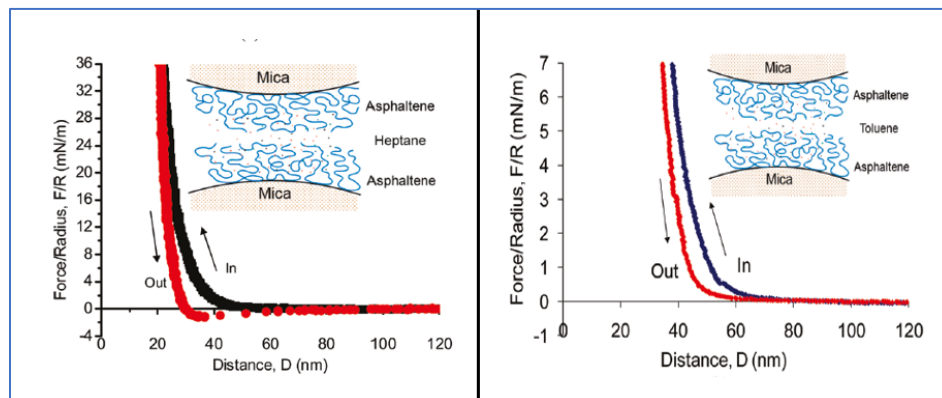 Force/Radius, F/R (mN/m)
36
32
28
24
20
16
12
8
4
0
-4
0 20 40 60 80 100 120
Distance, D (nm)
Mica
Asphaltene
Heptane
Asphaltene
Mica
Out
In
Force/Radius, F/R (mN/m)
7
6
5
4
3
2
1
0
-1
0 20 40 60 80 100 120
Distance, D (nm)
Mica
Asphaltene
Toluene
Asphaltene
Mica
Out
In